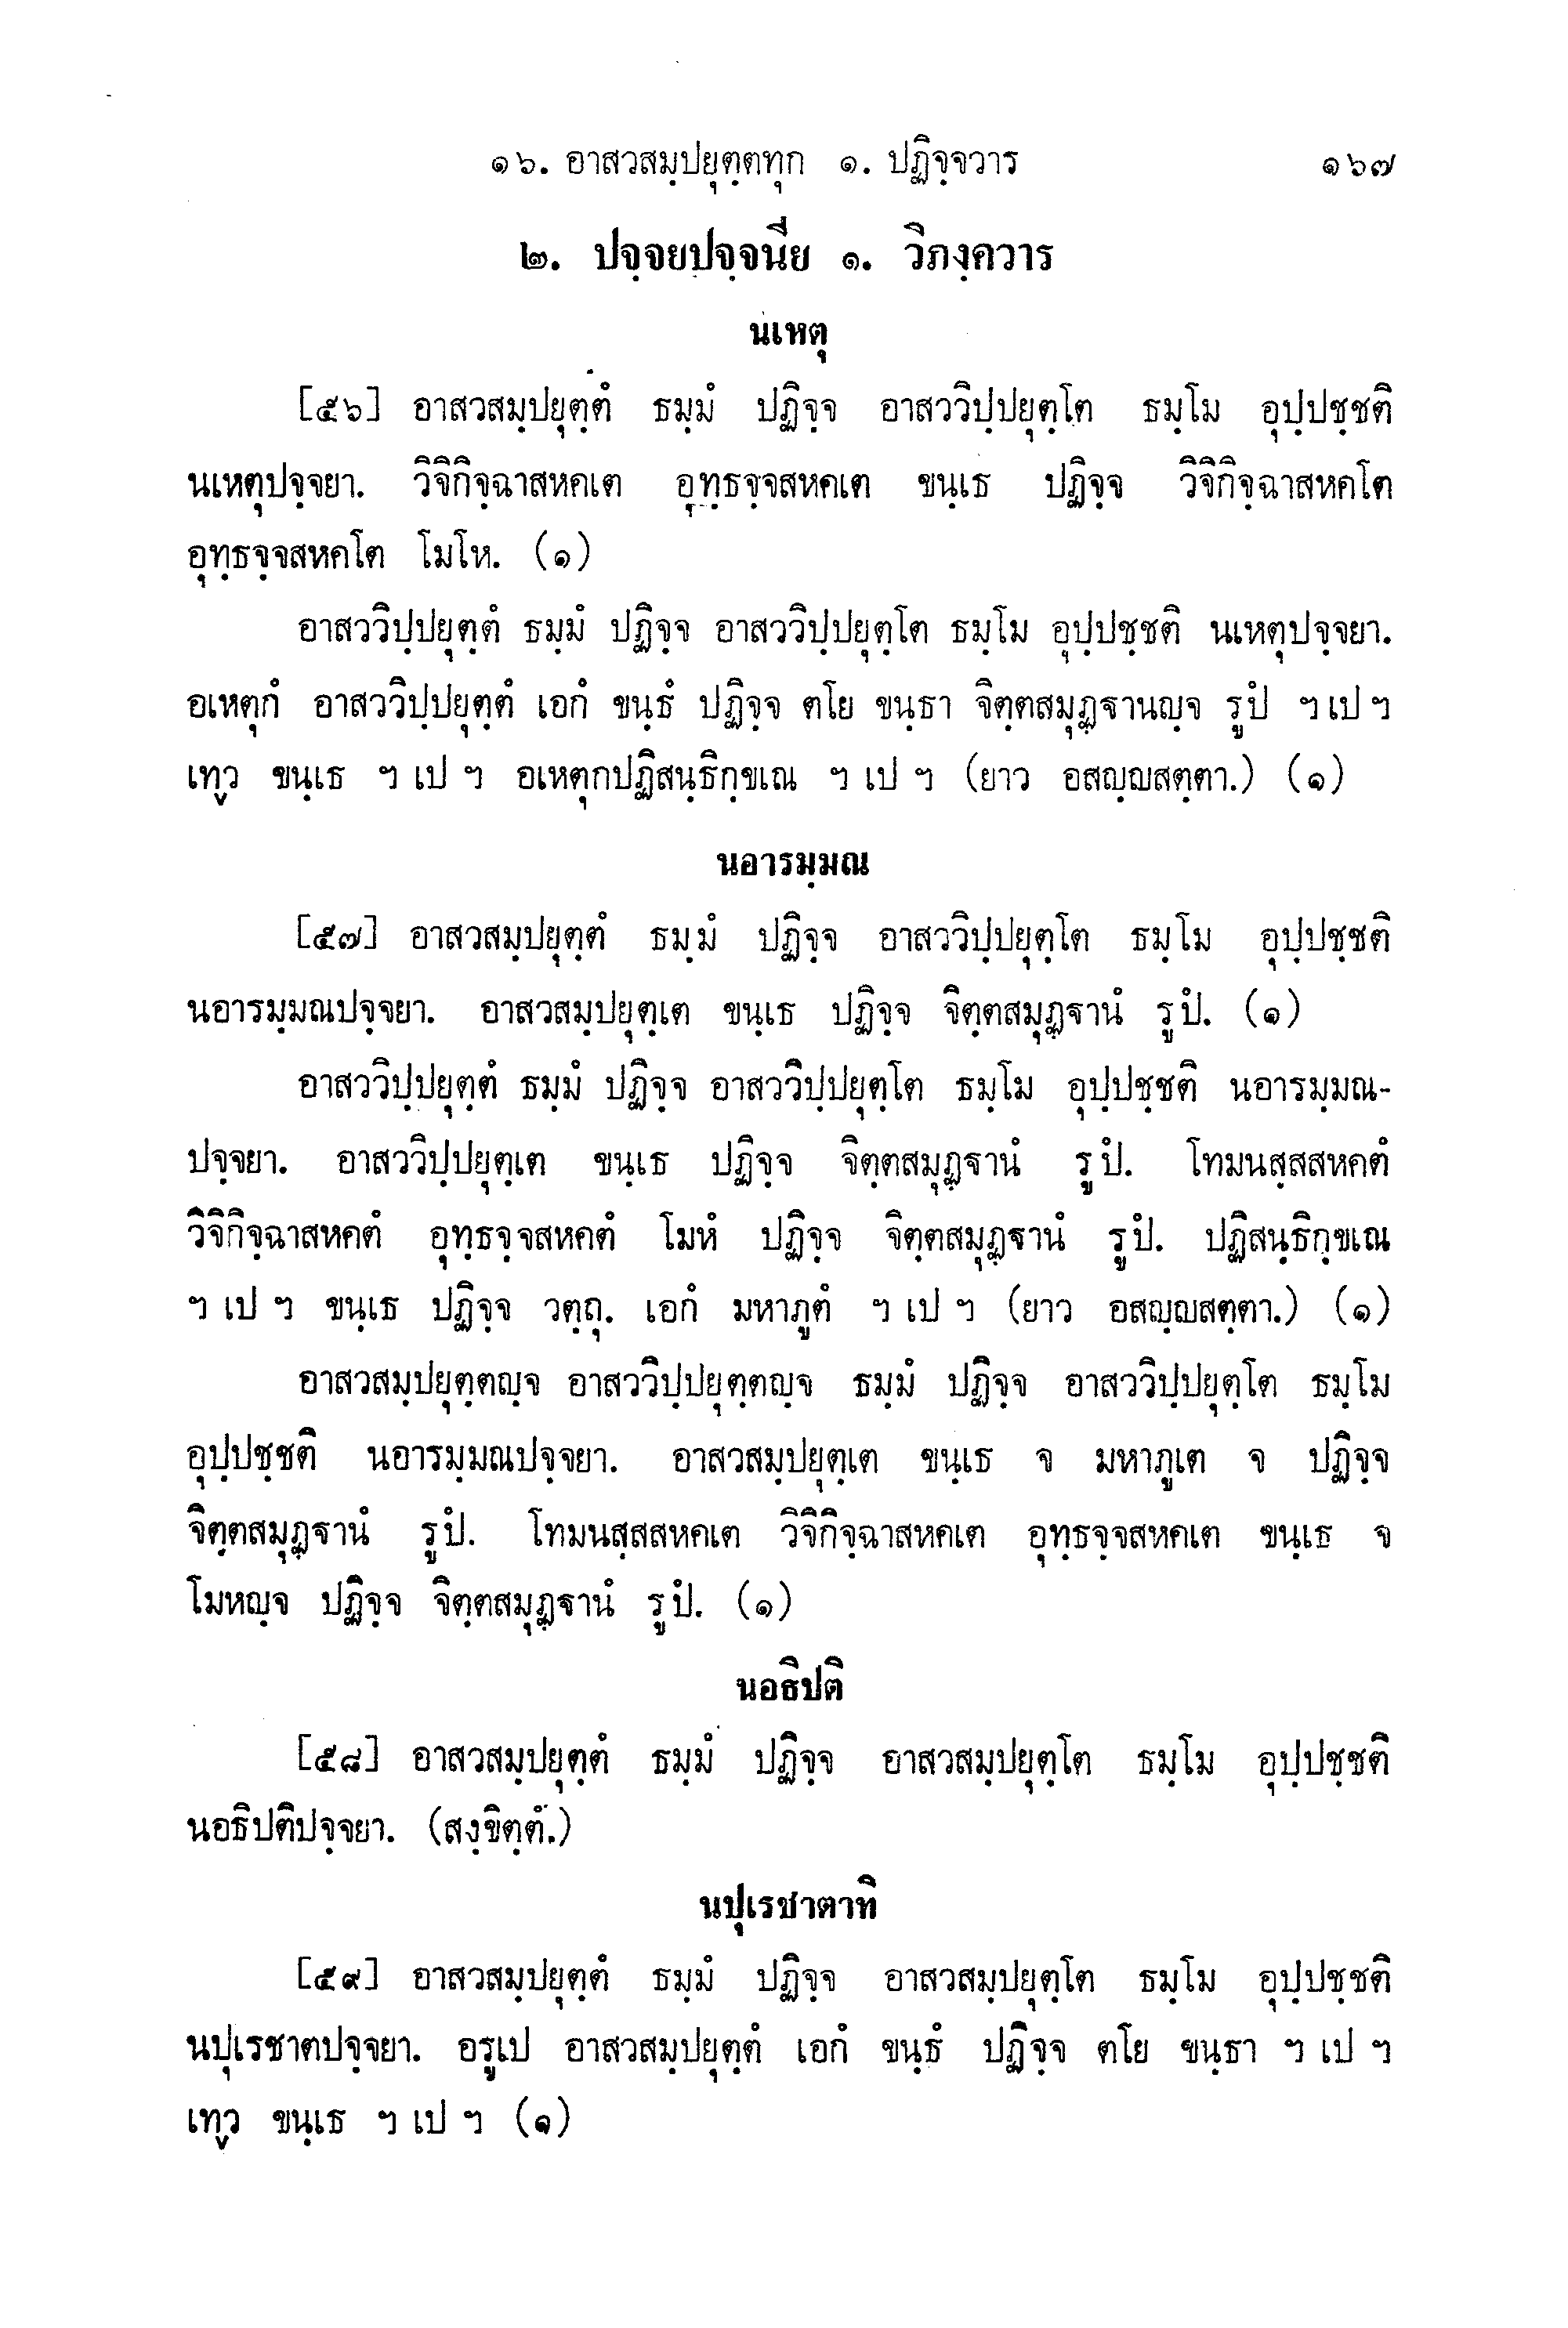 ๑๖. อาสวสมฺปยุตฺตทุก ๑. ปฏิจฺจวาร ๑๖๗
๒. ปจฺจยปจฺจนีย ๑. วิภงฺควาร
นเหตุ
[๕๖] อาสวสมฺปยุตฺตํ ธมฺมํ ปฏิจฺจ อาสววิปฺปยุตฺโต ธมฺโม อุปฺปชฺชติ
นเหตุปจฺจยา. วิจิกิจฺฉาสหคเต อุทฺธจฺจสหคเต ขนฺเธ ปฏิจฺจ วิจิกิจฺฉาสหคโต
อุทฺธจฺจสหคโต โมโห. (๑)
อาสววิปฺปยุตฺตํ ธมฺมํ ปฏิจฺจ อาสววิปฺปยุตฺโต ธมฺโม อุปฺปชฺชติ นเหตุปจฺจยา.
อเหตุกํ อาสววิปฺปยุตฺตํ เอกํ ขนฺธํ ปฏิจฺจ ตโย ขนฺธา จิตฺตสมุฏฺฐานญฺจ รูปํ ฯ เป ฯ
เทฺว ขนฺเธ ฯ เป ฯ อเหตุกปฏิสนฺธิกฺขเณ ฯ เป ฯ (ยาว อสญฺญสตฺตา.) (๑)
นอารมฺมณ
[๕๗] อาสวสมฺปยุตฺตํ ธมฺมํ ปฏิจฺจ อาสววิปฺปยุตฺโต ธมฺโม อุปฺปชฺชติ
นอารมฺมณปจฺจยา. อาสวสมฺปยุตฺเต ขนฺเธ ปฏิจฺจ จิตฺตสมุฏฺฐานํ รูปํ. (๑)
อาสววิปฺปยุตฺตํ ธมฺมํ ปฏิจฺจ อาสววิปฺปยุตฺโต ธมฺโม อุปฺปชฺชติ นอารมฺมณ-
ปจฺจยา. อาสววิปฺปยุตฺเต ขนฺเธ ปฏิจฺจ จิตฺตสมุฏฺฐานํ รูปํ. โทมนสฺสสหคตํ
วิจิกิจฺฉาสหคตํ อุทฺธจฺจสหคตํ โมหํ ปฏิจฺจ จิตฺตสมุฏฺฐานํ รูปํ. ปฏิสนฺธิกฺขเณ
ฯ เป ฯ ขนฺเธ ปฏิจฺจ วตฺถุ. เอกํ มหาภูตํ ฯ เป ฯ (ยาว อสญฺญสตฺตา.) (๑)
อาสวสมฺปยุตฺตญฺจ อาสววิปฺปยุตฺตญฺจ ธมฺมํ ปฏิจฺจ อาสววิปฺปยุตฺโต ธมฺโม
อุปฺปชฺชติ นอารมฺมณปจฺจยา. อาสวสมฺปยุตฺเต ขนฺเธ จ มหาภูเต จ ปฏิจฺจ
จิตฺตสมุฏฺฐานํ รูปํ. โทมนสฺสสหคเต วิจิกิจฺฉาสหคเต อุทฺธจฺจสหคเต ขนฺเธ จ
โมหญฺจ ปฏิจฺจ จิตฺตสมุฏฺฐานํ รูปํ. (๑)
นอธิปติ
[๕๘] อาสวสมฺปยุตฺตํ ธมฺมํ ปฏิจฺจ อาสวสมฺปยุตฺโต ธมฺโม อุปฺปชฺชติ
นอธิปติปจฺจยา. (สงฺขิตฺตํ.)
นปุเรชาตาทิ
[๕๙] อาสวสมฺปยุตฺตํ ธมฺมํ ปฏิจฺจ อาสวสมฺปยุตฺโต ธมฺโม อุปฺปชฺชติ
นปุเรชาตปจฺจยา. อรูเป อาสวสมฺปยุตฺตํ เอกํ ขนฺธํ ปฏิจฺจ ตโย ขนฺธา ฯ เป ฯ
เทฺว ขนฺเธ ฯ เป ฯ (๑)